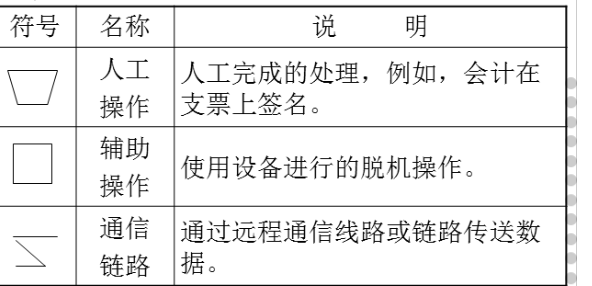 符号 名称 说 明
人工
操作
人工完成的处理，例如，会计在
支票上签名。
辅助
操作
使用设备进行的脱机操作。
通信
链路
通过远程通信线路或链路传送数
据。